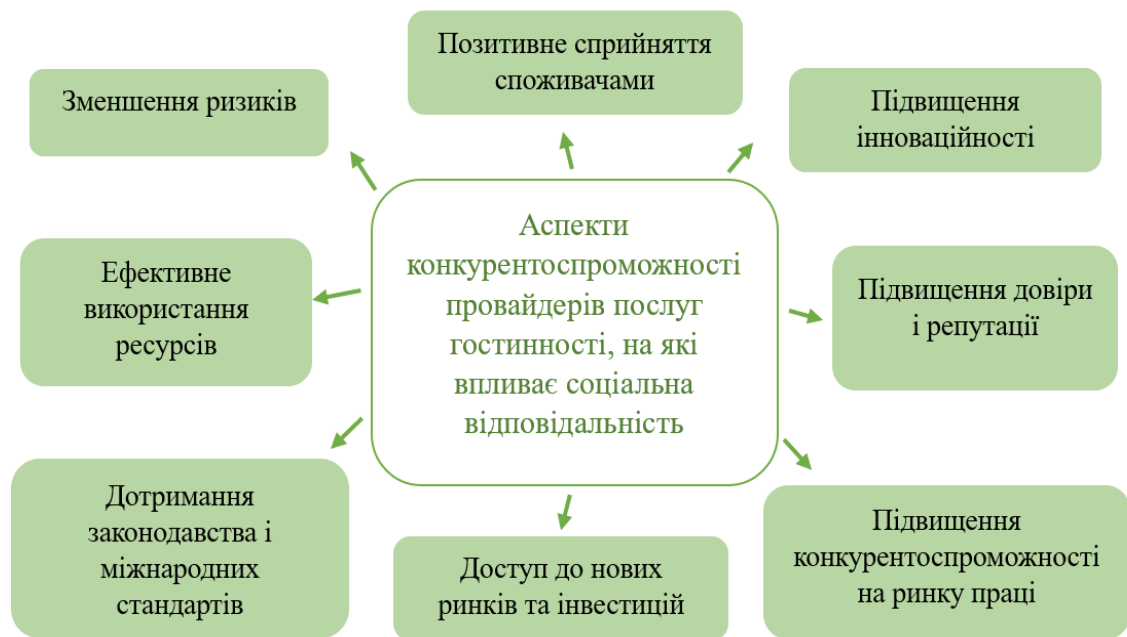 Позитивне сприйняття
споживачами
Зменшення ризиків
Підвищення
інноваційності
Аспекти
конкурентоспроможності
провайдерів послуг
гостинності, на які
впливає соціальна
відповідальність
Ефективне
використання
ресурсів
Підвищення довіри
і репутації
Дотримання
законодавства і
міжнародних
стандартів
Доступ до нових
ринків та інвестицій
Підвищення
конкурентоспроможності
на ринку праці